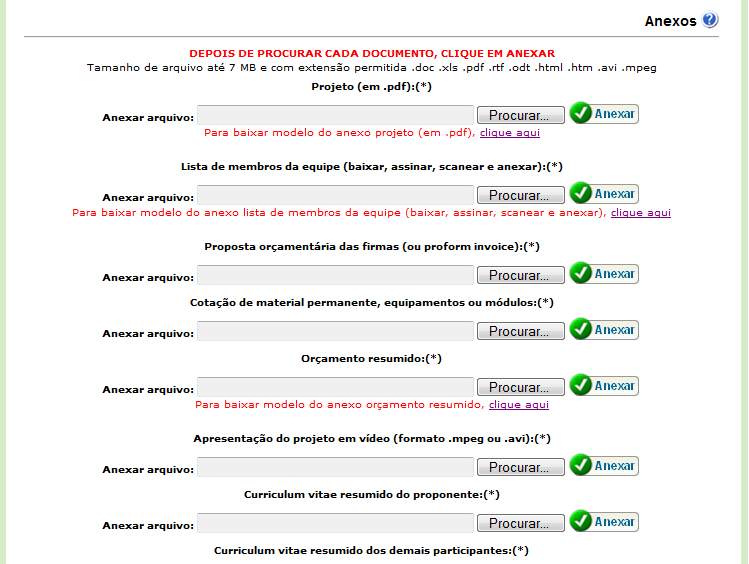 Anexos ?
DEPOIS DE PROCURAR CADA DOCUMENTO, CLIQUE EM ANEXAR
Tamanho de arquivo até 7 MB e com extensão permitida .doc .xls .pdf .rtf .odt .html .htm .avi .mpeg
Projeto (em .pdf):(*)
Anexar arquivo: Procurar... Anexar
Para baixar modelo do anexo projeto (em .pdf), clique aqui
Lista de membros da equipe (baixar, assinar, scanear e anexar):(*)
Anexar arquivo: Procurar... Anexar
Para baixar modelo do anexo lista de membros da equipe (baixar, assinar, scanear e anexar), clique aqui
Proposta orçamentária das firmas (ou proform invoice):(*)
Anexar arquivo: Procurar... Anexar
Cotação de material permanente, equipamentos ou módulos:(*)
Anexar arquivo: Procurar... Anexar
Orçamento resumido:(*)
Anexar arquivo: Procurar... Anexar
Para baixar modelo do anexo orçamento resumido, clique aqui
Apresentação do projeto em vídeo (formato .mpeg ou .avi):(*)
Anexar arquivo: Procurar... Anexar
Curriculum vitae resumido do proponente:(*)
Anexar arquivo: Procurar... Anexar
Curriculum vitae resumido dos demais participantes:(*)